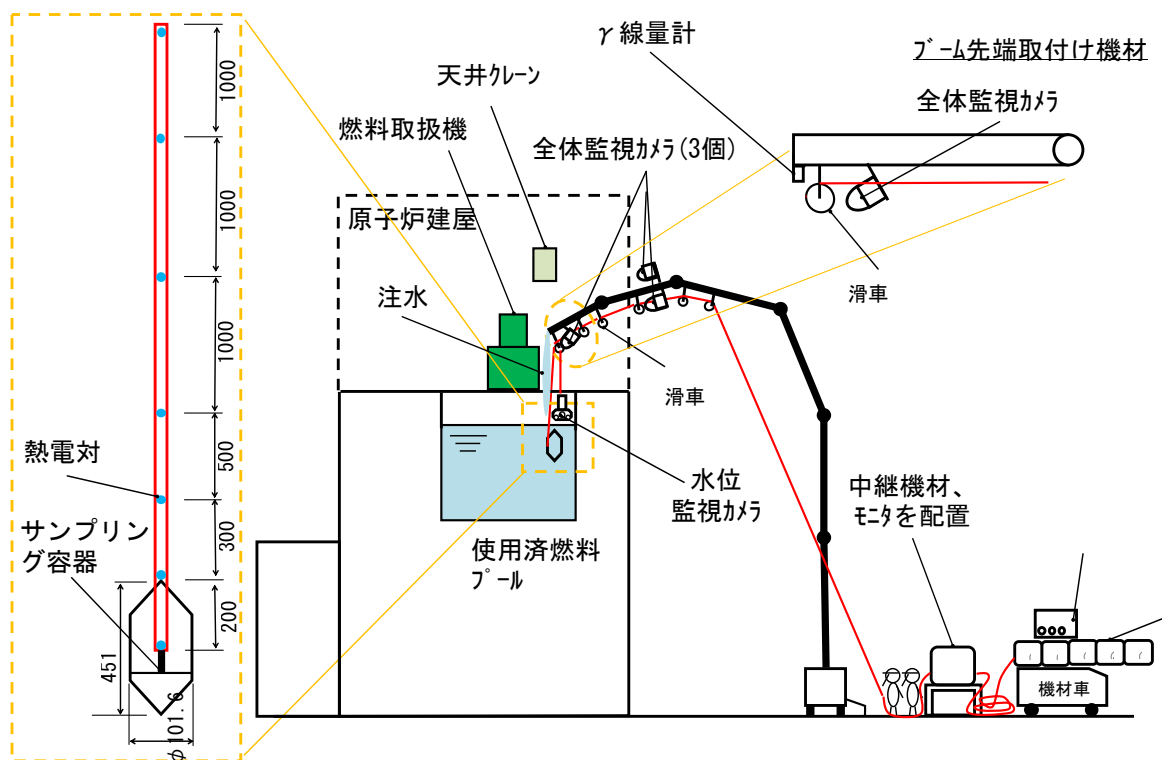 γ線量計
ﾌﾞｰﾑ先端取付け機材
天井ｸﾚｰﾝ
全体監視ｶﾒﾗ
燃料取扱機
全体監視ｶﾒﾗ(3個)
原子炉建屋
滑車
注水
滑車
1000
1000
1000
500
300
200
熱電対
サンプリン
グ容器
451
φ101.6
水位
監視ｶﾒﾗ
中継機材、
ﾓﾆﾀを配置
使用済燃料
ﾌﾟｰﾙ
機材車